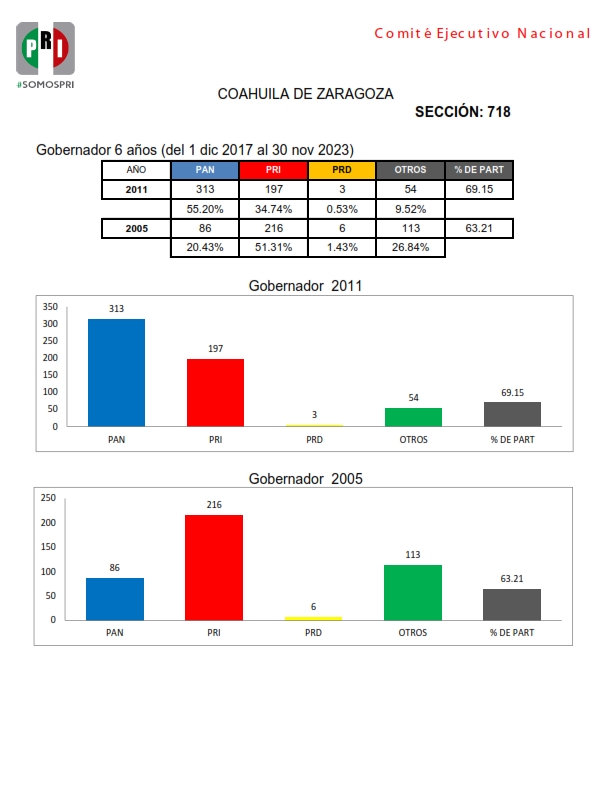 Comité Ejecutivo Nacional
PRI
#SOMOSPRI
COAHUILA DE ZARAGOZA
SECCIÓN: 718
Gobernador 6 años (del 1 dic 2017 al 30 nov 2023)
AÑO PAN PRI PRD OTROS % DE PART
2011 313 197 3 54 69.15
55.20% 34.74% 0.53% 9.52%
2005 86 216 6 113 63.21
20.43% 51.31% 1.43% 26.84%
Gobernador 2011
350
300
250
200
150
100
50
0
313
197
3
54
69.15
PAN PRI PRD OTROS % DE PART
Gobernador 2005
250
200
150
100
50
0
86
216
6
113
63.21
PAN PRI PRD OTROS % DE PART